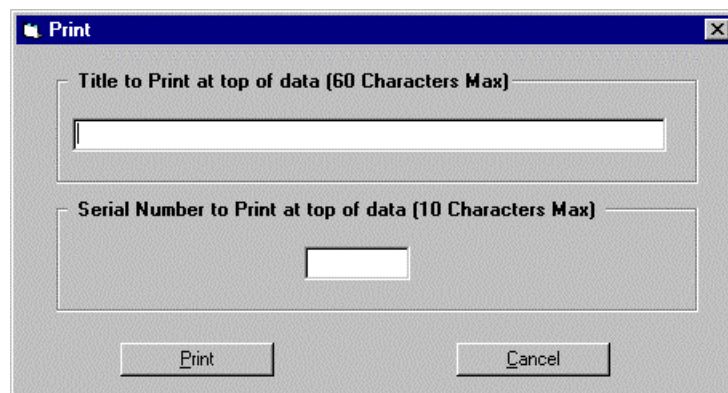 Print
Title to Print at top of data (60 Characters Max)
Serial Number to Print at top of data (10 Characters Max)
Print Cancel